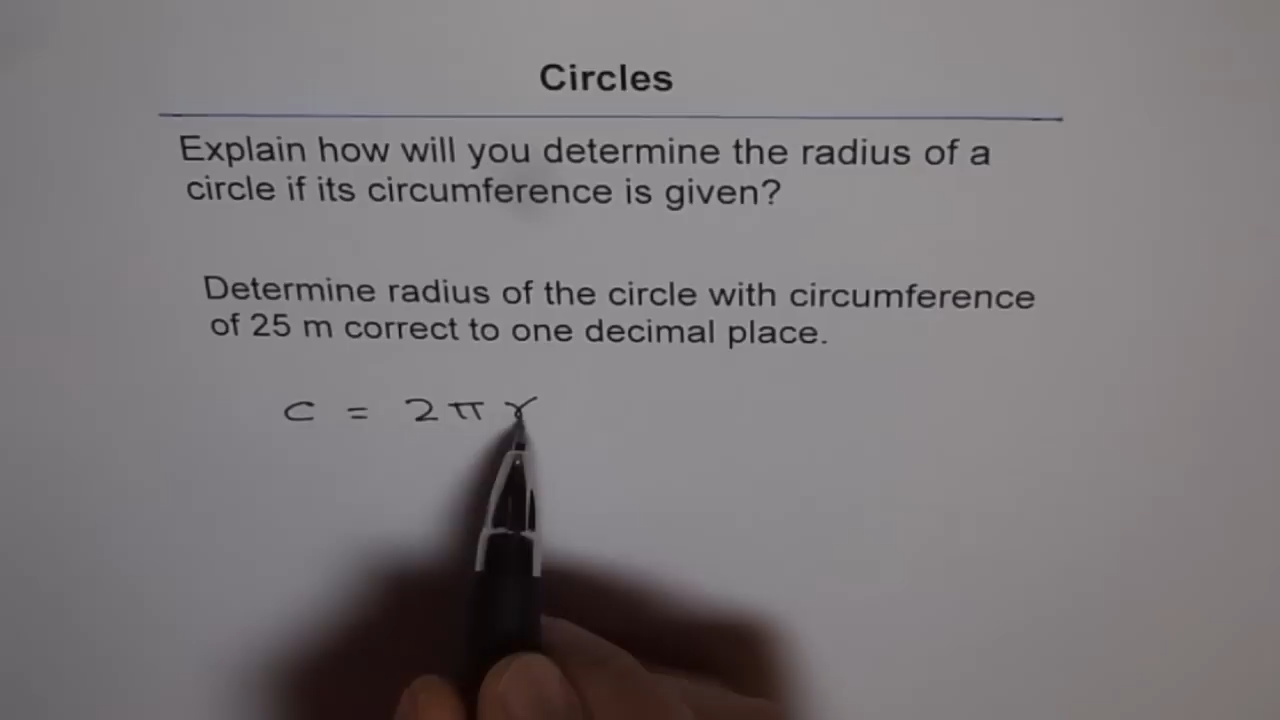 Circles
Explain how will you determine the radius of a
circle if its circumference is given?
Determine radius of the circle with circumference
of 25 m correct to one decimal place.
c = 2 π r